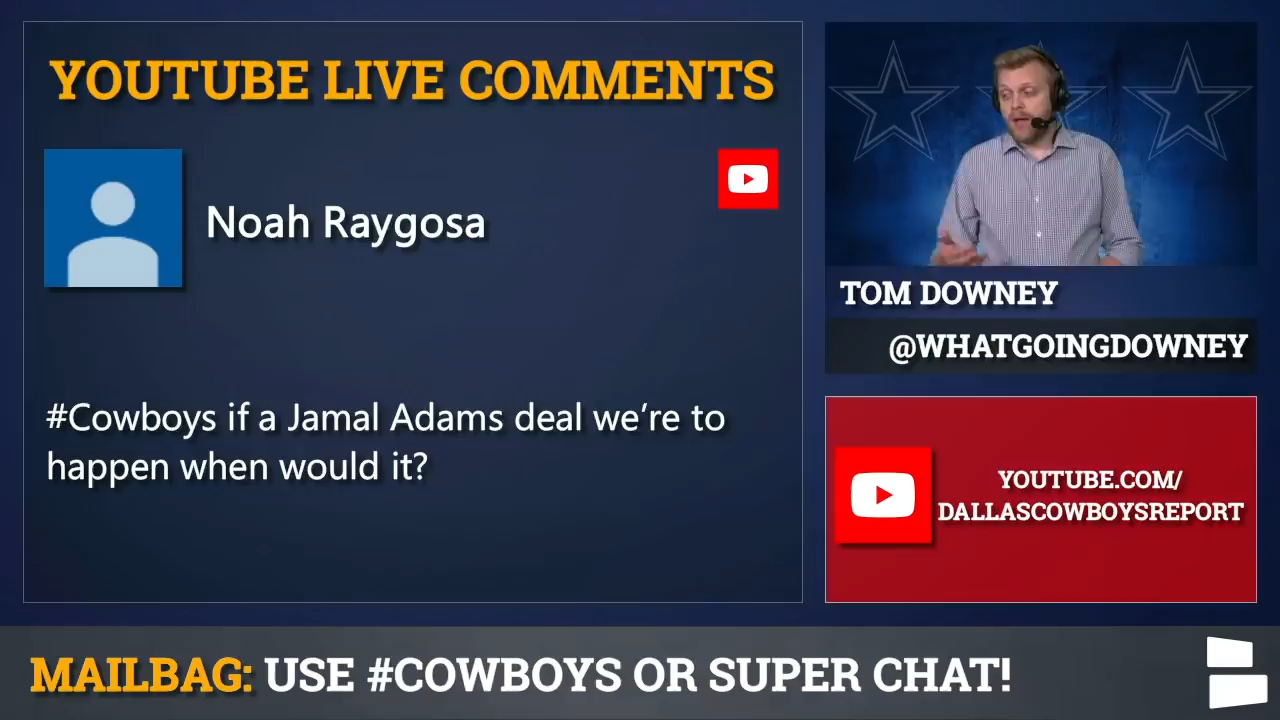 YOUTUBE LIVE COMMENTS
Noah Raygosa
#Cowboys if a Jamal Adams deal we’re to
happen when would it?
TOM DOWNEY
@WHATGOINGDOWNEY
YOUTUBE.COM/
DALLASCOWBOYSREPORT
MAILBAG: USE #COWBOYS OR SUPER CHAT!